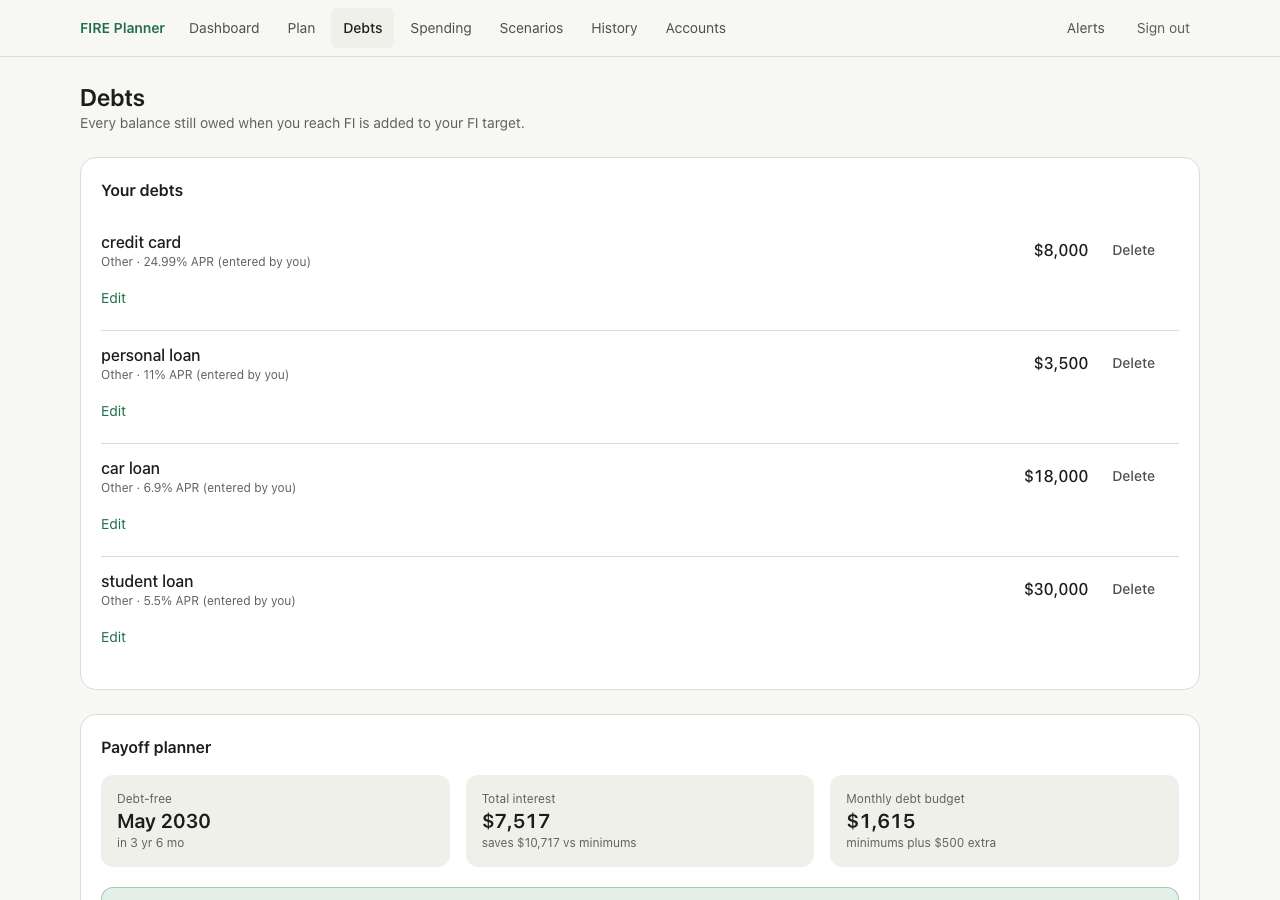 FIRE Planner Dashboard Plan Debts Spending Scenarios History Accounts Alerts Sign out
Debts
Every balance still owed when you reach FI is added to your FI target.
Your debts
credit card
Other · 24.99% APR (entered by you)
$8,000 Delete
Edit
personal loan
Other · 11% APR (entered by you)
$3,500 Delete
Edit
car loan
Other · 6.9% APR (entered by you)
$18,000 Delete
Edit
student loan
Other · 5.5% APR (entered by you)
$30,000 Delete
Edit
Payoff planner
Debt-free
May 2030
in 3 yr 6 mo
Total interest
$7,517
saves $10,717 vs minimums
Monthly debt budget
$1,615
minimums plus $500 extra